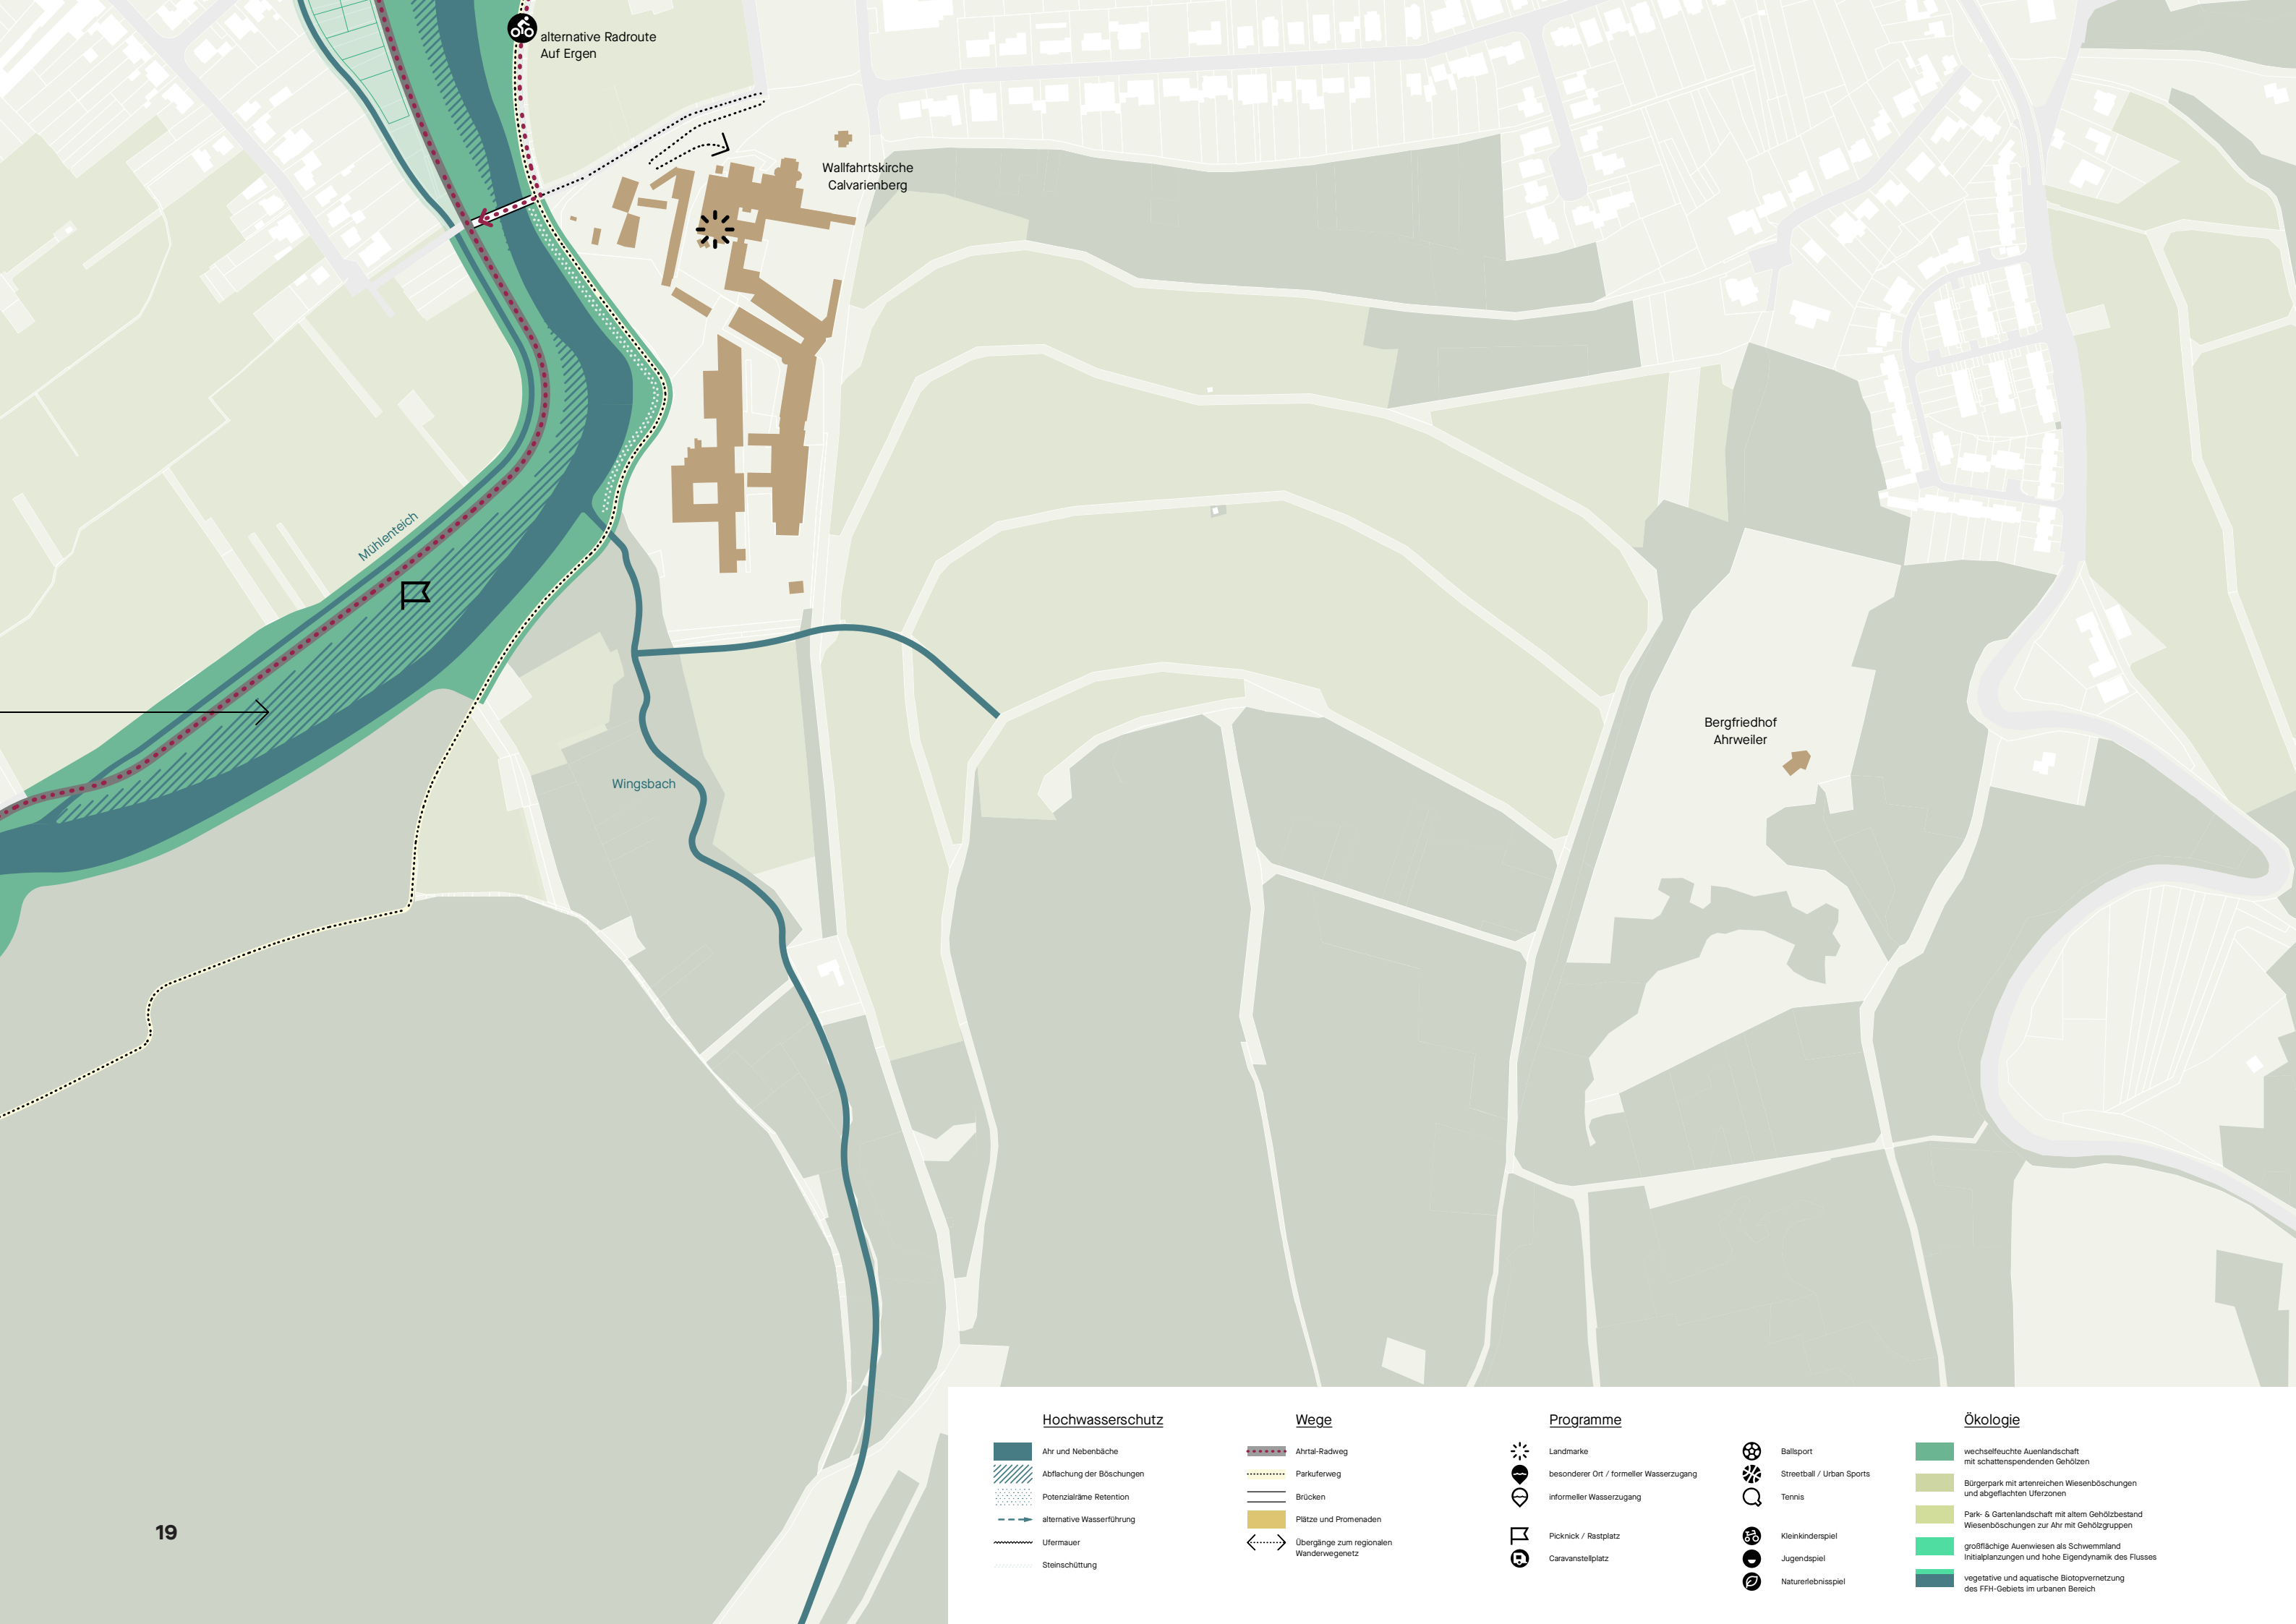 alternative Radroute
Auf Ergen
Wallfahrtskirche
Calvarienberg
Mühlenteich
Wingsbach
Bergfriedhof
Ahrweiler
19
Hochwasserschutz
Ahr und Nebenbäche
Abflachung der Böschungen
Potenzialräme Retention
alternative Wasserführung
Ufermauer
Steinschüttung
Wege
Ahrtal-Radweg
Parkuferweg
Brücken
Plätze und Promenaden
Übergänge zum regionalen
Wanderwegenetz
Programme
Landmarke
besonderer Ort / formeller Wasserzugang
informeller Wasserzugang
Picknick / Rastplatz
Caravanstellplatz
Ballsport
Streetball / Urban Sports
Tennis
Kleinkinderspiel
Jugendspiel
Naturerlebnisspiel
Ökologie
wechselfeuchte Auenlandschaft
mit schattenspendenden Gehölzen
Bürgerpark mit artenreichen Wiesenböschungen
und abgeflachten Uferzonen
Park- & Gartenlandschaft mit altem Gehölzbestand
Wiesenböschungen zur Ahr mit Gehölzgruppen
großflächige Auenwiesen als Schwemmland
Initialplanzungen und hohe Eigendynamik des Flusses
vegetative und aquatische Biotopvernetzung
des FFH-Gebiets im urbanen Bereich